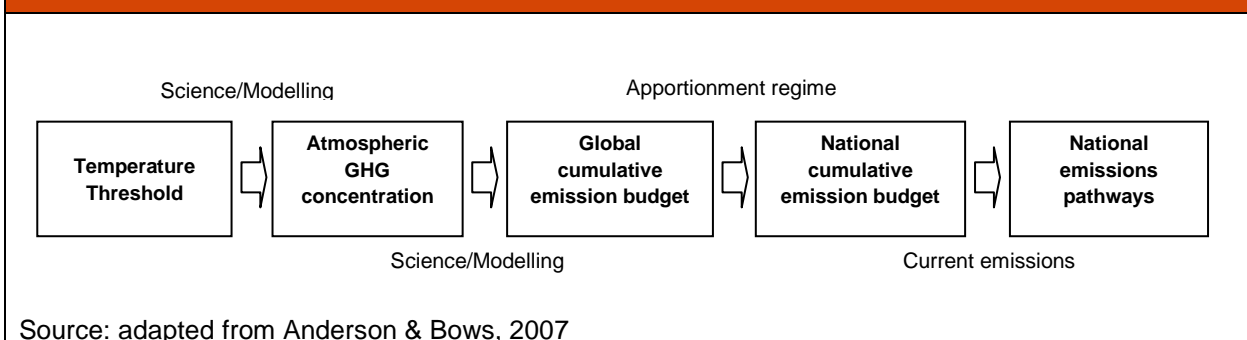 Science/Modelling
Apportionment regime
Temperature
Threshold
Atmospheric
GHG
concentration
Global
cumulative
emission budget
National
cumulative
emission budget
National
emissions
pathways
Science/Modelling
Current emissions
Source: adapted from Anderson & Bows, 2007